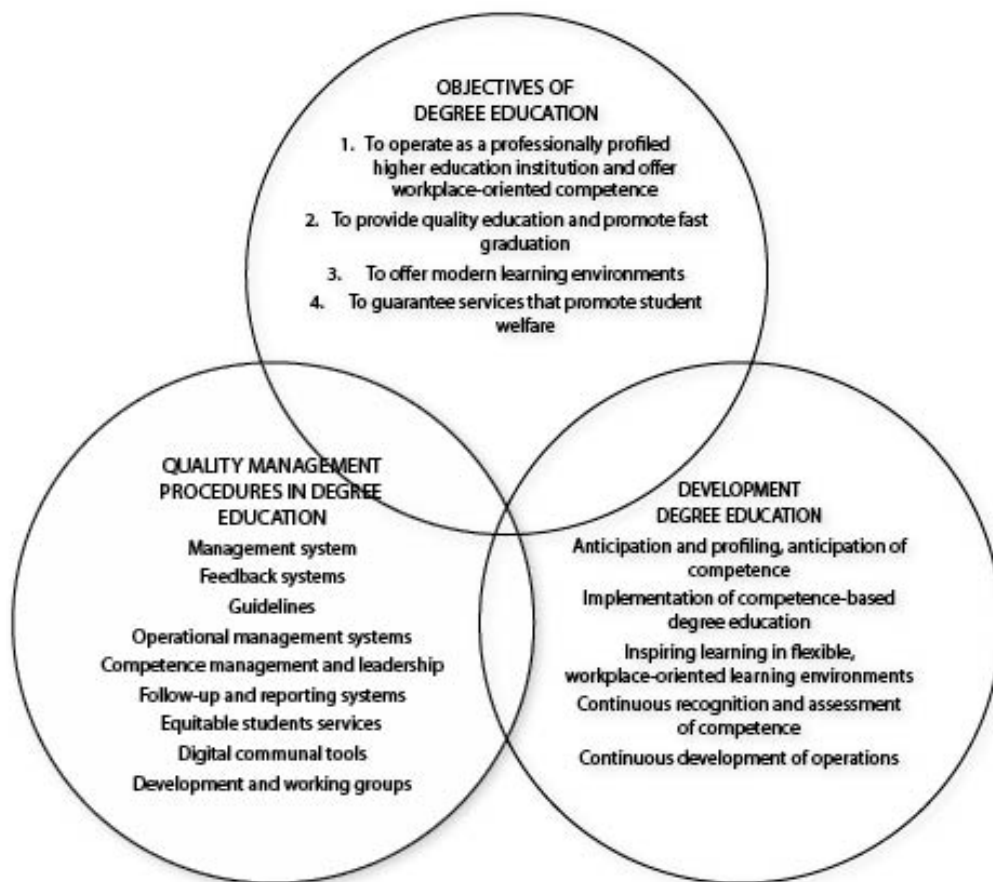 OBJECTIVES OF
DEGREE EDUCATION
1. To operate as a professionally profiled
higher education institution and offer
workplace-oriented competence
2. To provide quality education and promote fast
graduation
3. To offer modern learning environments
4. To guarantee services that promote student
welfare
QUALITY MANAGEMENT
PROCEDURES IN DEGREE
EDUCATION
Management system
Feedback systems
Guidelines
Operational management systems
Competence management and leadership
Follow-up and reporting systems
Equitable students services
Digital communal tools
Development and working groups
DEVELOPMENT
DEGREE EDUCATION
Anticipation and profiling, anticipation of
competence
Implementation of competence-based
degree education
Inspiring learning in flexible,
workplace-oriented learning environments
Continuous recognition and assessment
of competence
Continuous development of operations